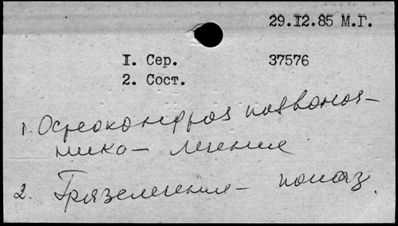 29.I2.85 М.Г.
I. Сер. 37576
2. Сост.
1. Остеохондроз позвоноч-
ника – лечение
2. Грязелечение – показ.